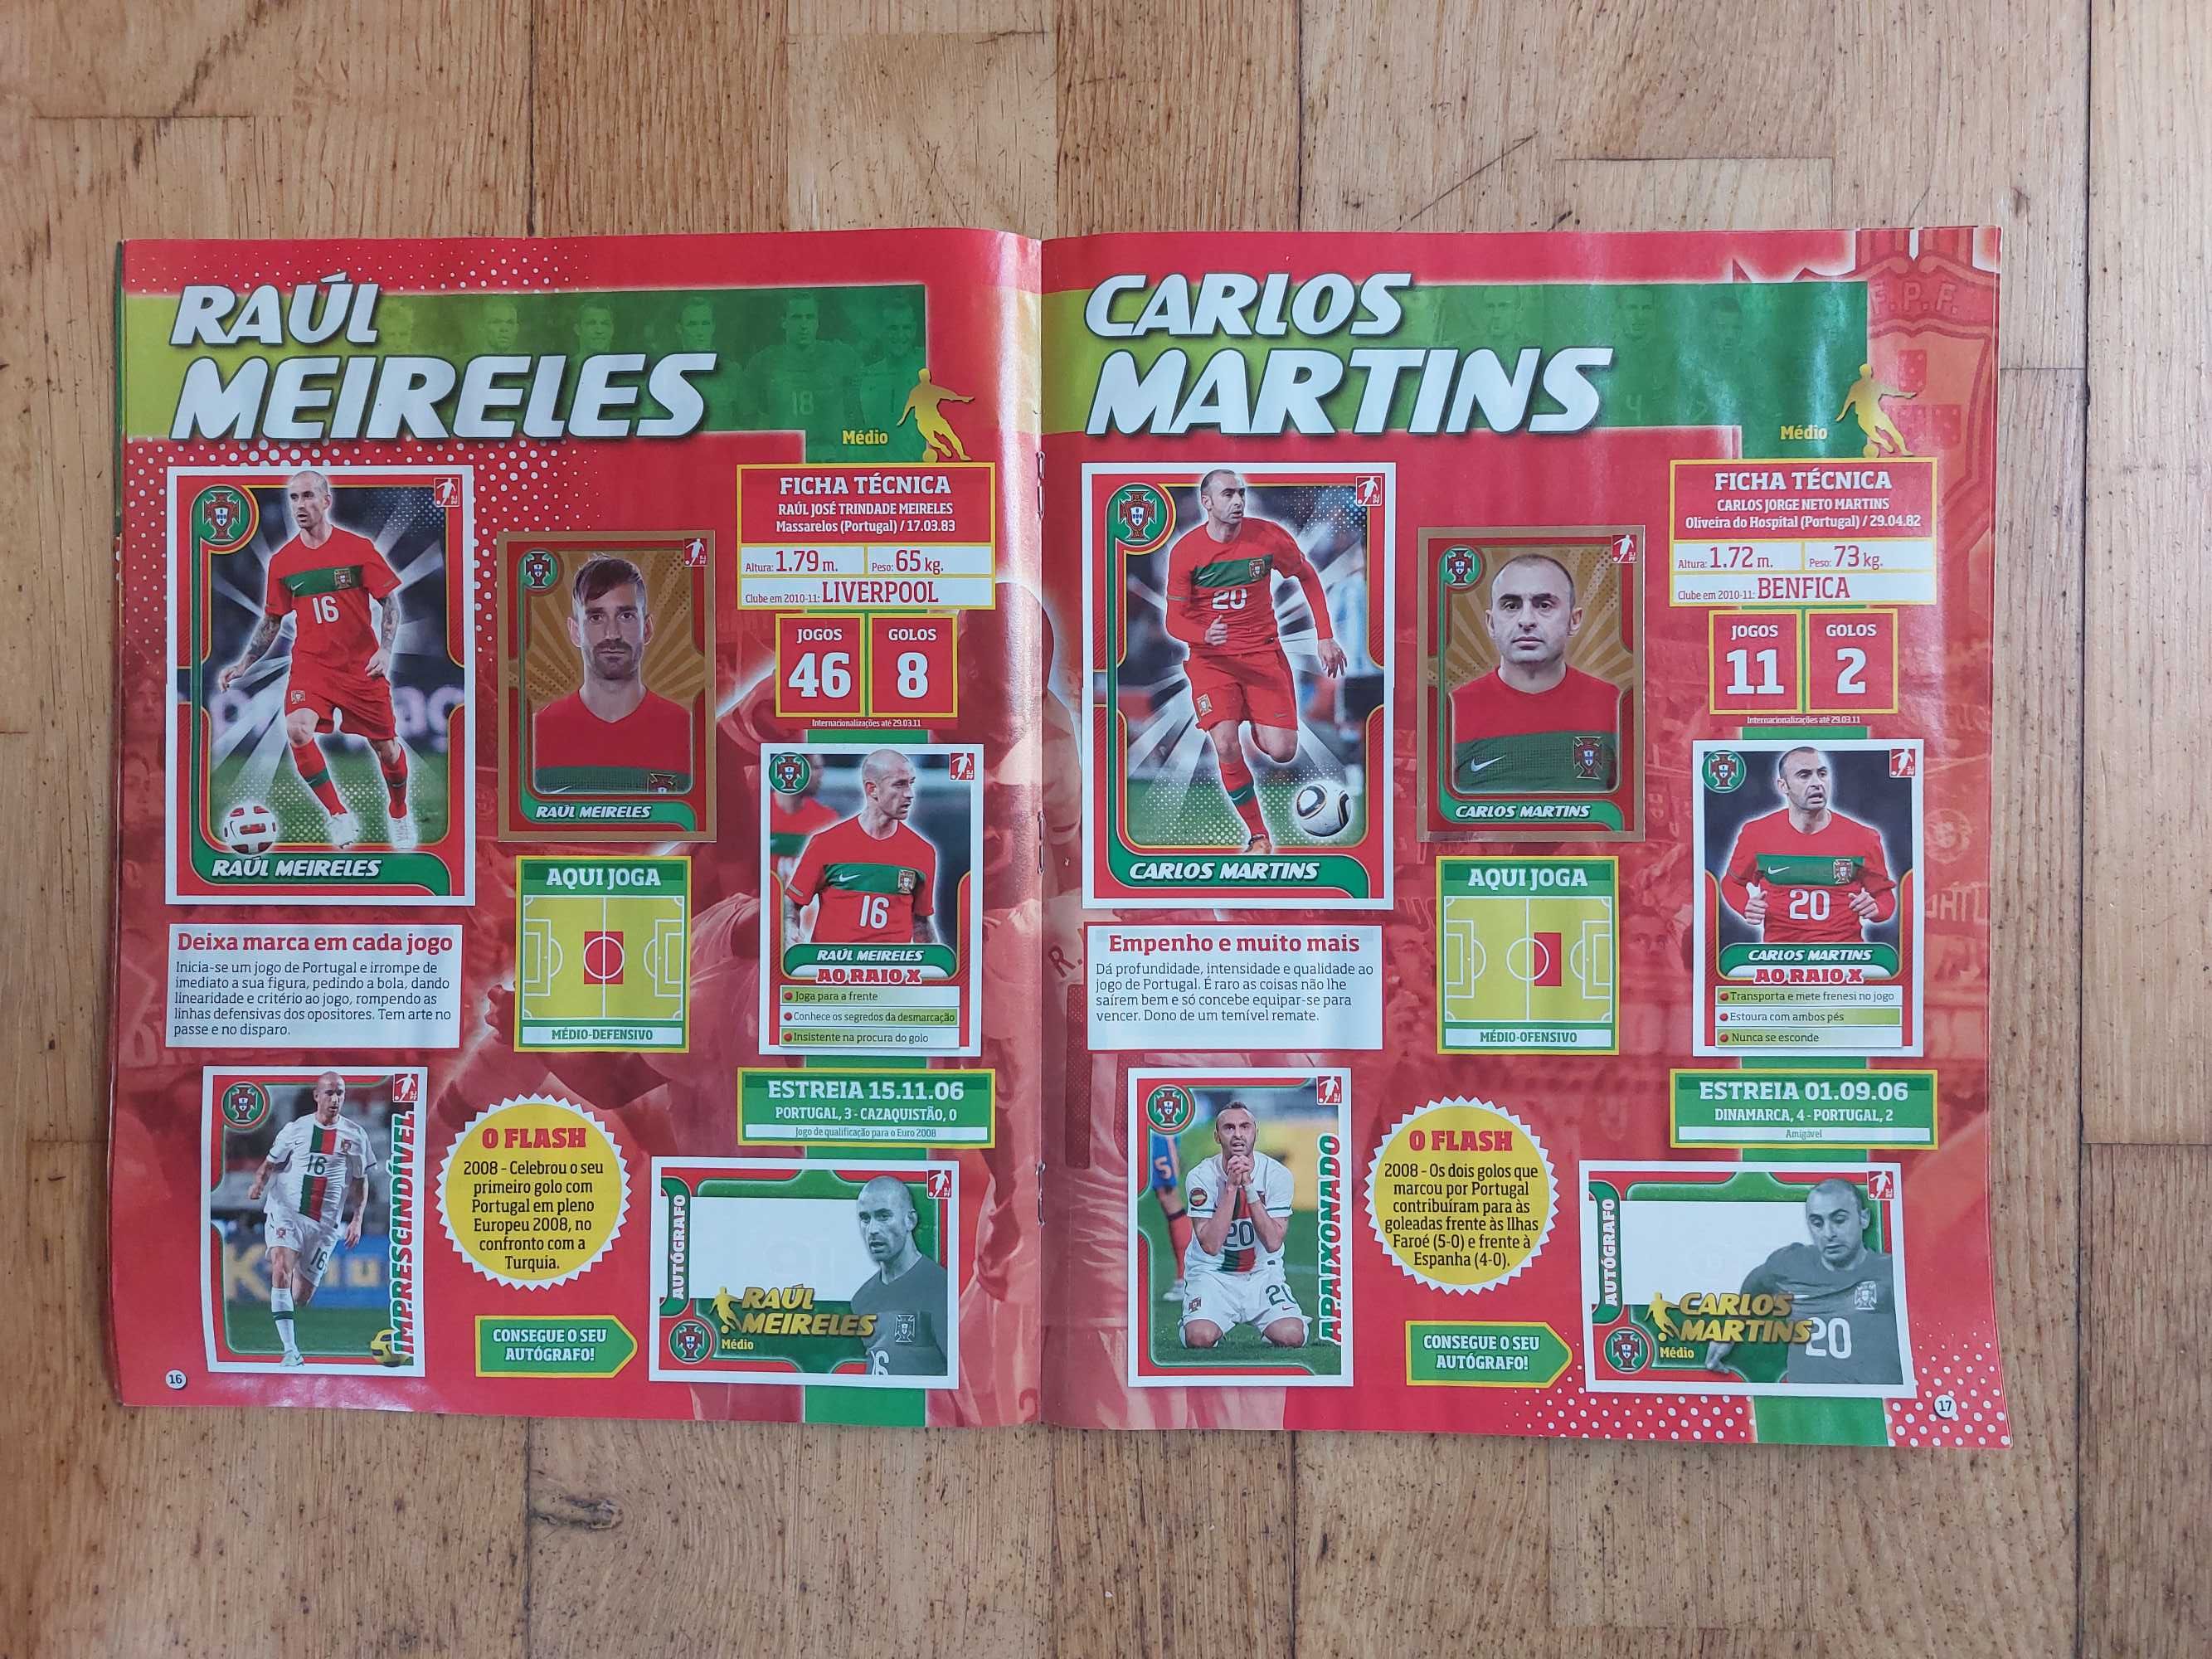 RAÚL
MEIRELES
Médio
18
16
RAÚL MEIRELES
RAÚL MEIRELES
FICHA TÉCNICA
RAÚL JOSÉ TRINDADE MEIRELES
Massarelos (Portugal) / 17.03.83
Altura: 1.79 m. Peso: 65 kg.
Clube em 2010-11: LIVERPOOL
JOGOS GOLOS
46 8
Internacionalizações até 29.03.11
Deixa marca em cada jogo
Inicia-se um jogo de Portugal e irrompe de
imediato a sua figura, pedindo a bola, dando
linearidade e critério ao jogo, rompendo as
linhas defensivas dos opositores. Tem arte no
passe e no disparo.
AQUI JOGA
MÉDIO-DEFENSIVO
16
RAÚL MEIRELES
AO RAIO X
Joga para a frente
Conhece os segredos da desmarcação
Insistente na procura do golo
16
16
IMPRESCINDÍVEL
O FLASH
2008 - Celebrou o seu
primeiro golo com
Portugal em pleno
Europeu 2008, no
confronto com a
Turquia.
ESTREIA 15.11.06
PORTUGAL, 3 - CAZAQUISTÃO, 0
Jogo de qualificação para o Euro 2008
CONSEGUE O SEU
AUTÓGRAFO!
AUTÓGRAFO
RAÚL
MEIRELES
Médio
16
CARLOS
MARTINS
Médio
F.P.F.
20
CARLOS MARTINS
CARLOS MARTINS
FICHA TÉCNICA
CARLOS JORGE NETO MARTINS
Oliveira do Hospital (Portugal) / 29.04.82
Altura: 1.72 m. Peso: 73 kg.
Clube em 2010-11: BENFICA
JOGOS GOLOS
11 2
Internacionalizações até 29.03.11
Empenho e muito mais
Dá profundidade, intensidade e qualidade ao
jogo de Portugal. É raro as coisas não lhe
saírem bem e só concebe equipar-se para
vencer. Dono de um temível remate.
AQUI JOGA
MÉDIO-OFENSIVO
20
CARLOS MARTINS
AO RAIO X
Transporta e mete frenesi no jogo
Estoura com ambos pés
Nunca se esconde
5
20
APAIXONADO
O FLASH
2008 - Os dois golos que
marcou por Portugal
contribuíram para às
goleadas frente às Ilhas
Faroé (5-0) e frente à
Espanha (4-0).
ESTREIA 01.09.06
DINAMARCA, 4 - PORTUGAL, 2
Amigável
CONSEGUE O SEU
AUTÓGRAFO!
AUTÓGRAFO
CARLOS
MARTINS
Médio
20
17